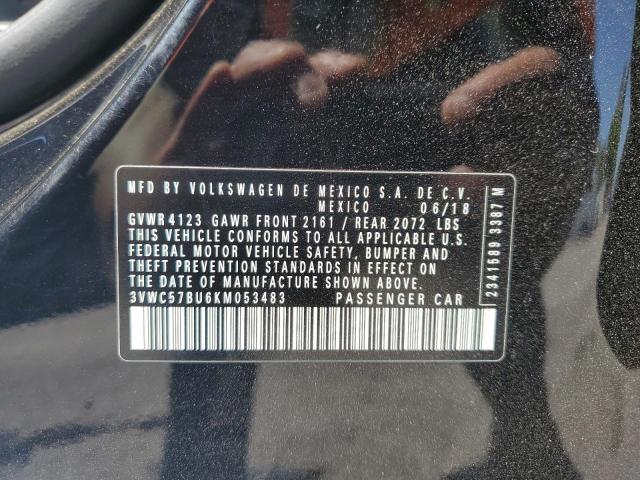 MFD BY VOLKSWAGEN DE MEXICO S.A. DE C.V.
MEXICO 06/18
GVWR 4123 GAWR FRONT 2161 / REAR 2072 LBS
THIS VEHICLE CONFORMS TO ALL APPLICABLE U.S.
FEDERAL MOTOR VEHICLE SAFETY, BUMPER AND
THEFT PREVENTION STANDARDS IN EFFECT ON
THE DATE OF MANUFACTURE SHOWN ABOVE.
3VWC57BU6KM053483 PASSENGER CAR
2341589 3387 M